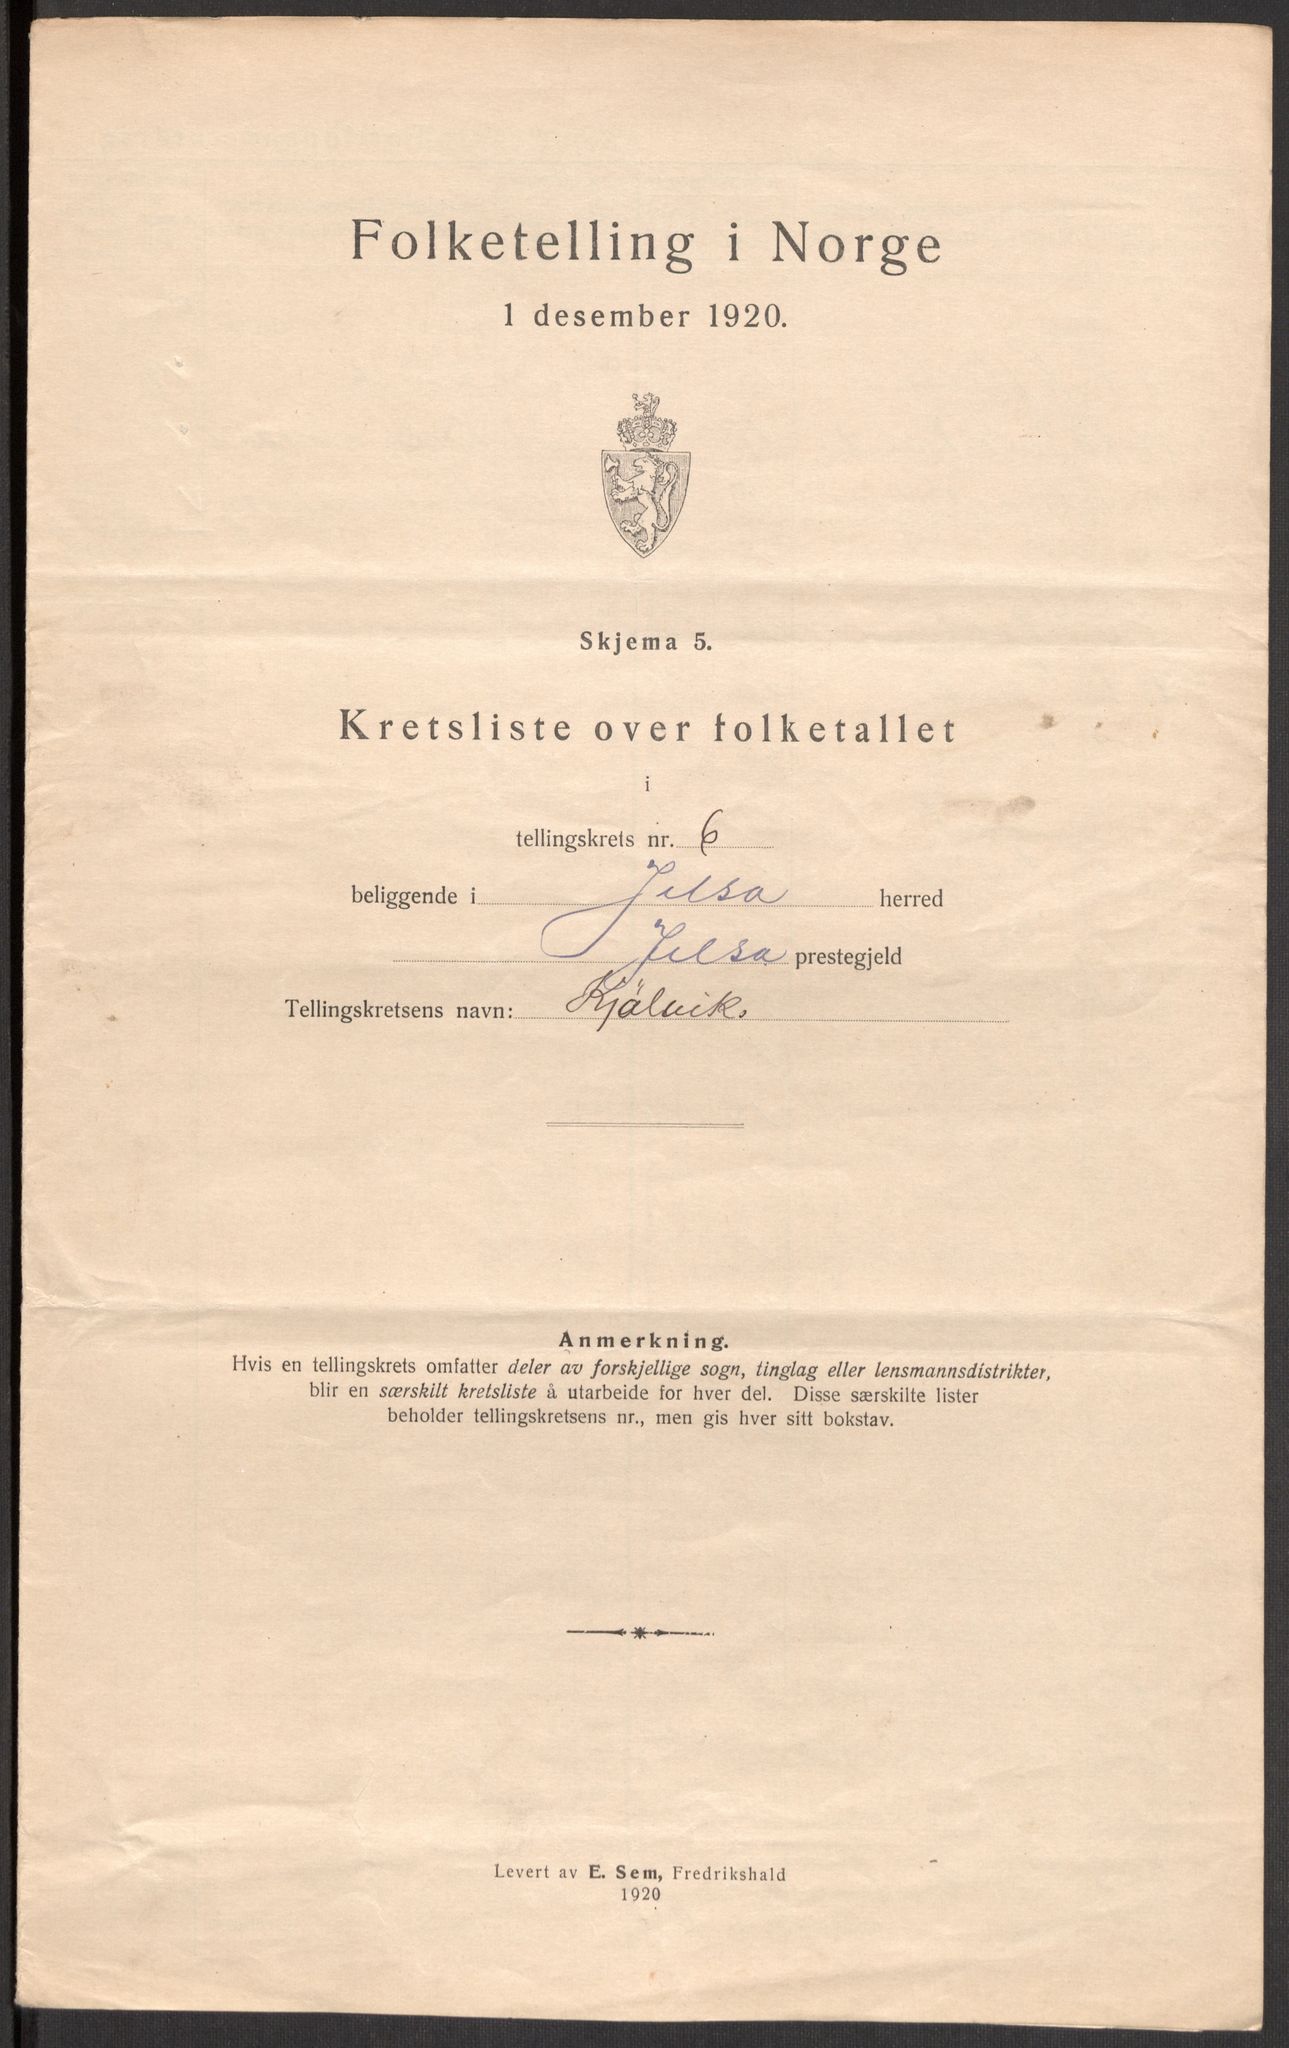 Folketelling i Norge
1 desember 1920.
Skjema 5.
Kretsliste over folketallet
i
tellingskrets nr. 6
beliggende i Jelsa herred
Jelsa prestegjeld
Tellingskretsens navn: Kjölvik.
Anmerkning.
Hvis en tellingskrets omfatter deler av forskjellige sogn, tinglag eller lensmannsdistrikter,
blir en særskilt kretsliste å utarbeide for hver del. Disse særskilte lister
beholder tellingskretsens nr., men gis hver sitt bokstav.
Levert av E. Sem, Fredrikshald
1920